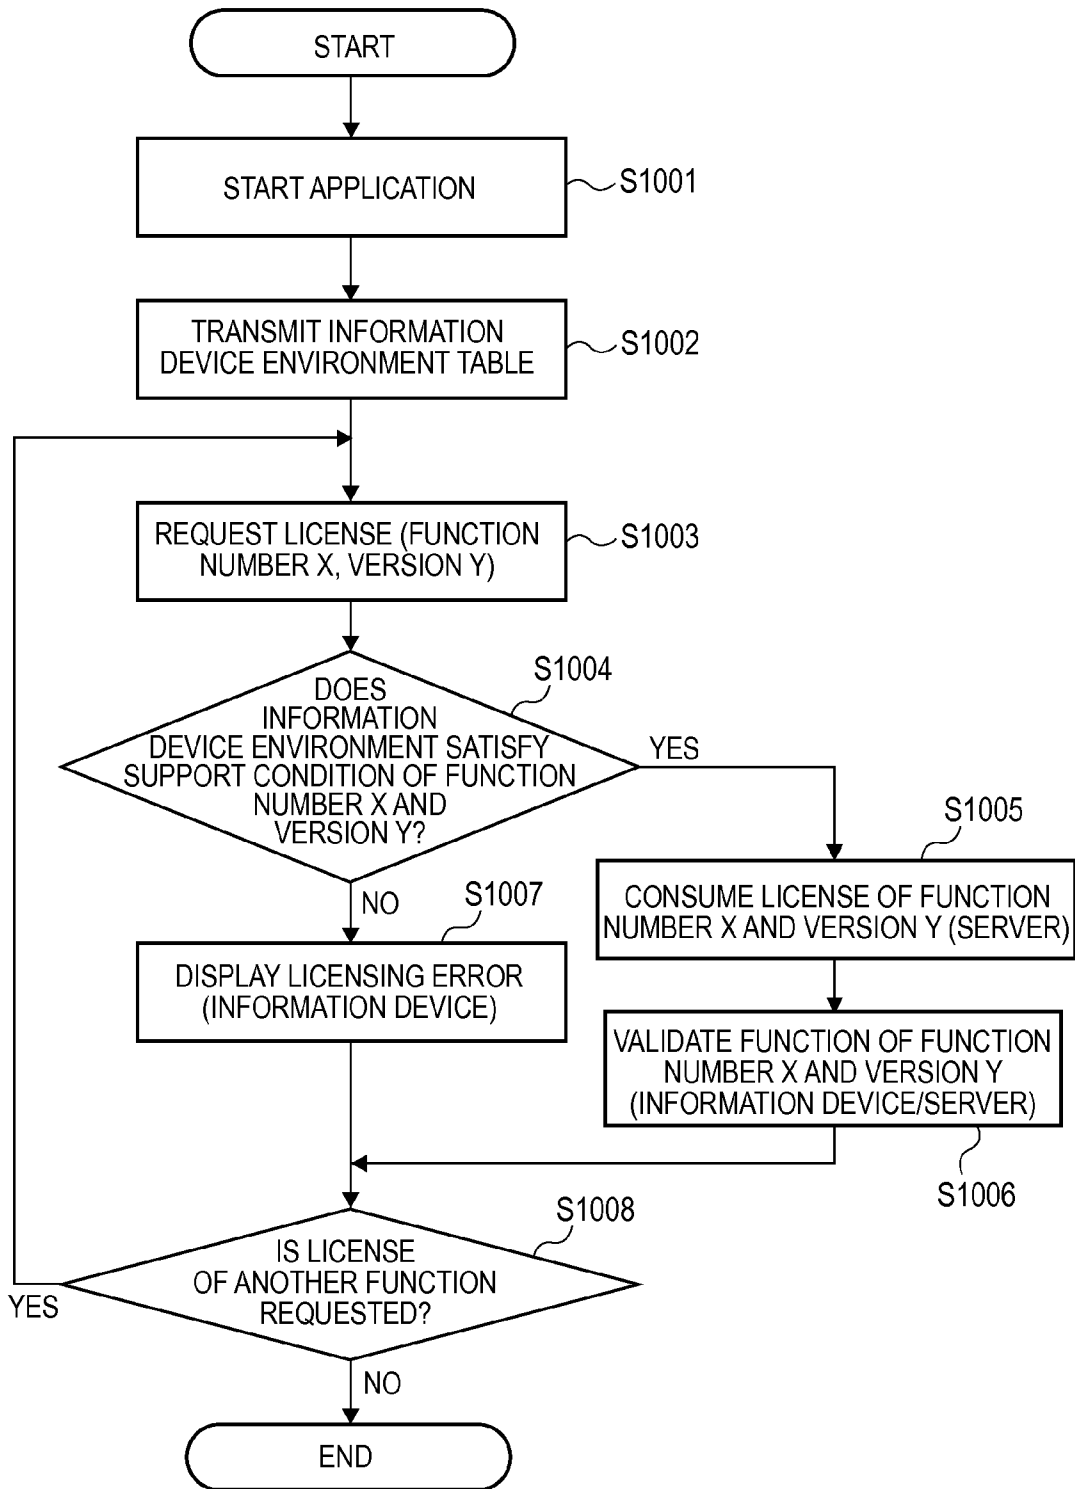 START
START APPLICATION
S1001
TRANSMIT INFORMATION
DEVICE ENVIRONMENT TABLE
S1002
REQUEST LICENSE (FUNCTION
NUMBER X, VERSION Y)
S1003
S1004
DOES
INFORMATION
DEVICE ENVIRONMENT SATISFY
SUPPORT CONDITION OF FUNCTION
NUMBER X AND
VERSION Y?
YES
S1005
CONSUME LICENSE OF FUNCTION
NUMBER X AND VERSION Y (SERVER)
NO
S1007
DISPLAY LICENSING ERROR
(INFORMATION DEVICE)
VALIDATE FUNCTION OF FUNCTION
NUMBER X AND VERSION Y
(INFORMATION DEVICE/SERVER)
S1006
S1008
IS LICENSE
OF ANOTHER FUNCTION
REQUESTED?
YES
NO
END